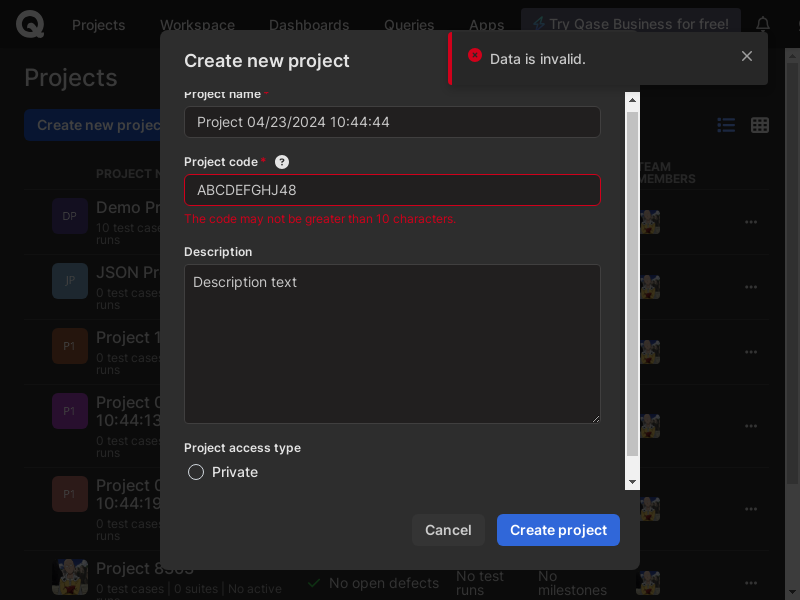 Projects
Workspace
Dashboards
Queries
Apps
⚡Try Qase Business for free!
Create new project
Data is invalid.
Projects
Create new projec
Project name *
Project 04/23/2024 10:44:44
Project code * ?
ABCDEFGHJ48
The code may not be greater than 10 characters.
Description
Description text
Project access type
Private
Cancel
Create project
PROJECT N
TEAM
MEMBERS
DP
Demo Pr
10 test case
runs
JP
JSON Pr
0 test cases
runs
P1
Project 1
0 test cases
runs
P1
Project 0
10:44:13
0 test cases
runs
P1
Project 0
10:44:19
0 test cases
runs
Project 8
0 test cases | 0 suites | No active
No open defects
No test
runs
No
milestones